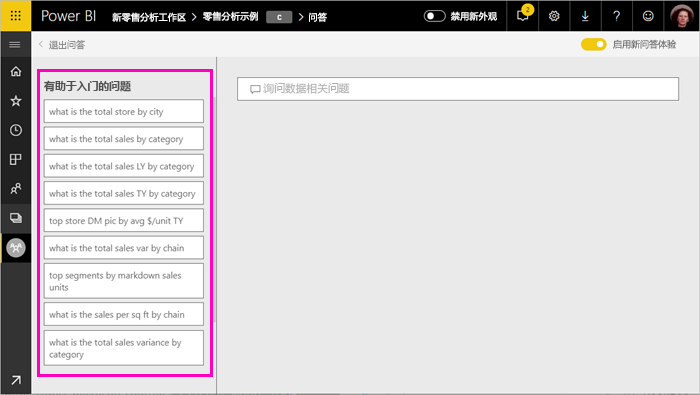 Power BI 新零售分析工作区 > 零售分析示例 C > 问答 禁用新外观 2
退出问答 启用新问答体验
有助于入门的问题
询问数据相关问题
what is the total store by city
what is the total sales by category
what is the total sales LY by category
what is the total sales TY by category
top store DM pic by avg $/unit TY
what is the total sales var by chain
top segments by markdown sales
units
what is the sales per sq ft by chain
what is the total sales variance by
category